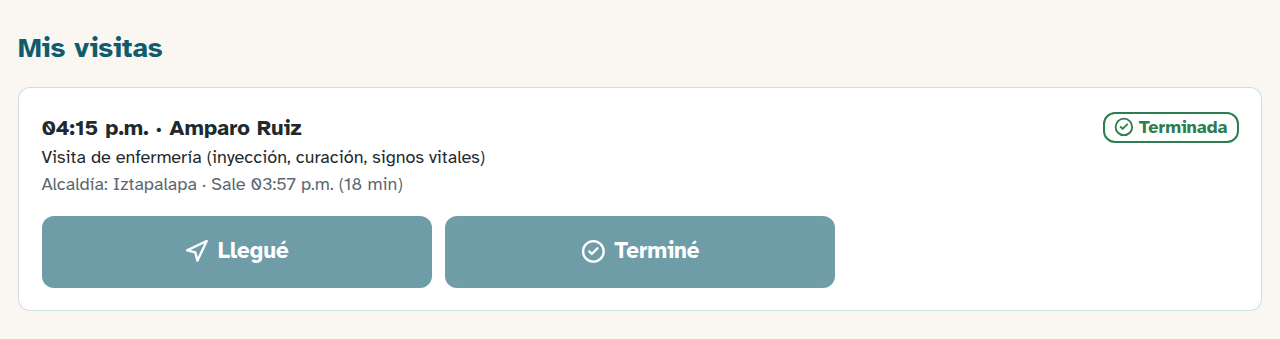 Mis visitas
04:15 p.m. · Amparo Ruiz
Terminada
Visita de enfermería (inyección, curación, signos vitales)
Alcaldía: Iztapalapa · Sale 03:57 p.m. (18 min)
Llegué
Terminé